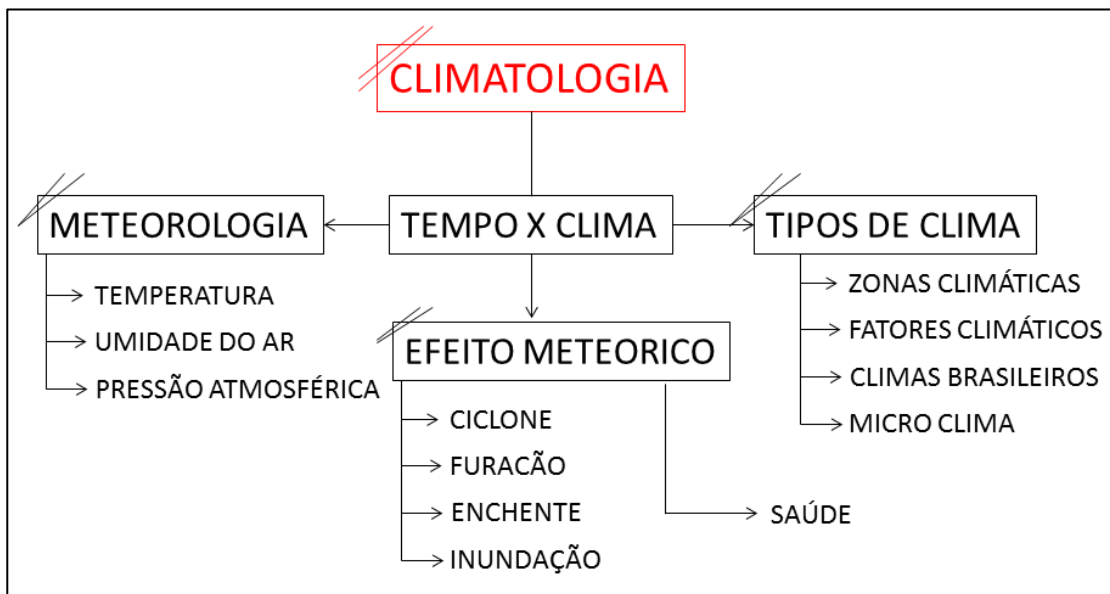 CLIMATOLOGIA
METEOROLOGIA
TEMPO X CLIMA
TIPOS DE CLIMA
TEMPERATURA
UMIDADE DO AR
PRESSÃO ATMOSFÉRICA
EFEITO METEORICO
CICLONE
FURACÃO
ENCHENTE
INUNDAÇÃO
SAÚDE
ZONAS CLIMÁTICAS
FATORES CLIMÁTICOS
CLIMAS BRASILEIROS
MICRO CLIMA